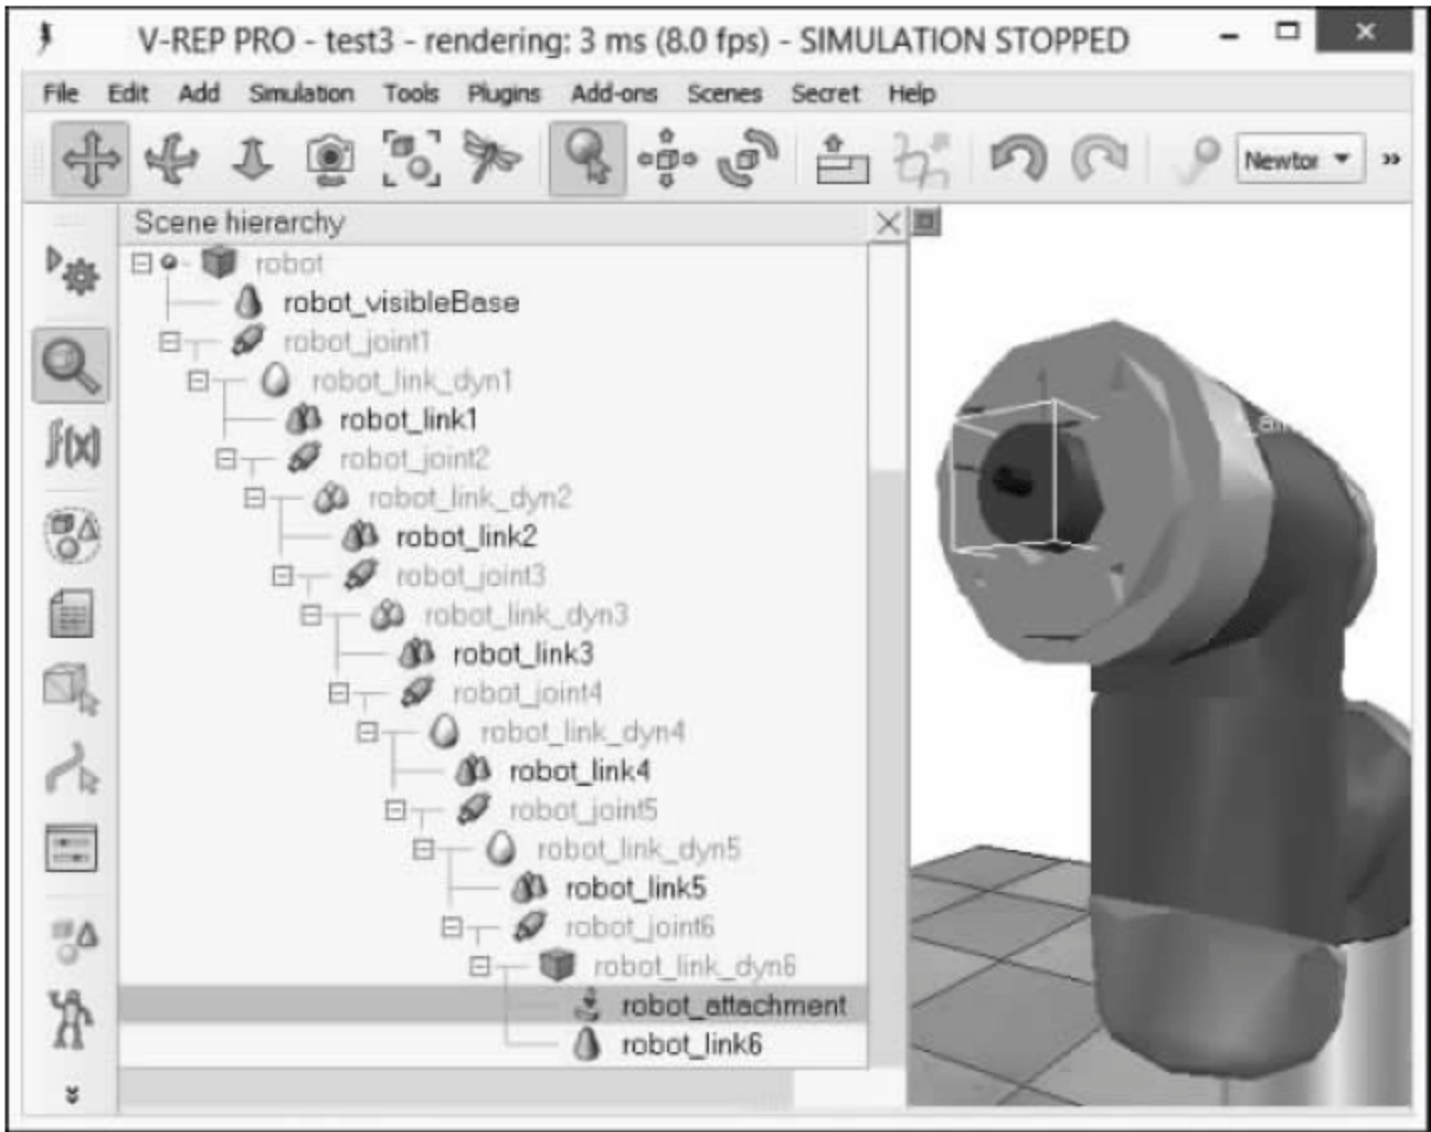 V-REP PRO - test3 - rendering: 3 ms (8.0 fps) - SIMULATION STOPPED
File Edit Add Simulation Tools Plugins Add-ons Scenes Secret Help
Newtor
Scene hierarchy
robot
robot_visibleBase
robot_joint1
robot_link_dyn1
robot_link1
robot_joint2
robot_link_dyn2
robot_link2
robot_joint3
robot_link_dyn3
robot_link3
robot_joint4
robot_link_dyn4
robot_link4
robot_joint5
robot_link_dyn5
robot_link5
robot_joint6
robot_link_dyn6
robot_attachment
robot_link6
f(x)